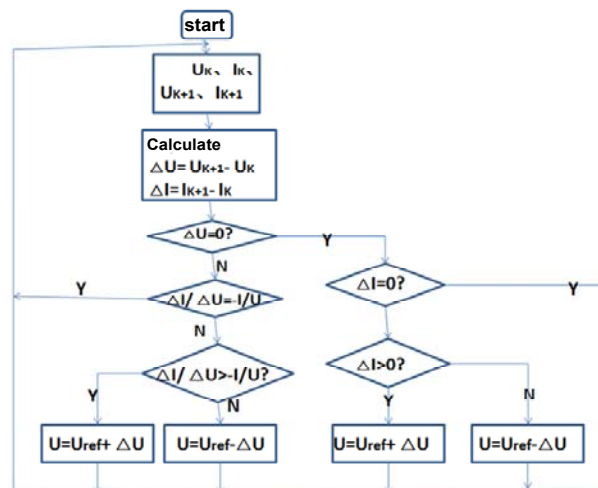 start
UK、 IK、
UK+1、 IK+1
Calculate
△U= UK+1- UK
△I=IK+1- IK
△U=0?
Y
N
△I=0?
Y
Y
△I/ △U=-I/U
N
△I>0?
△I/ △U>-I/U?
Y
N
Y
N
U=Uref+ △U
U=Uref-△U
U=Uref+ △U
U=Uref-△U